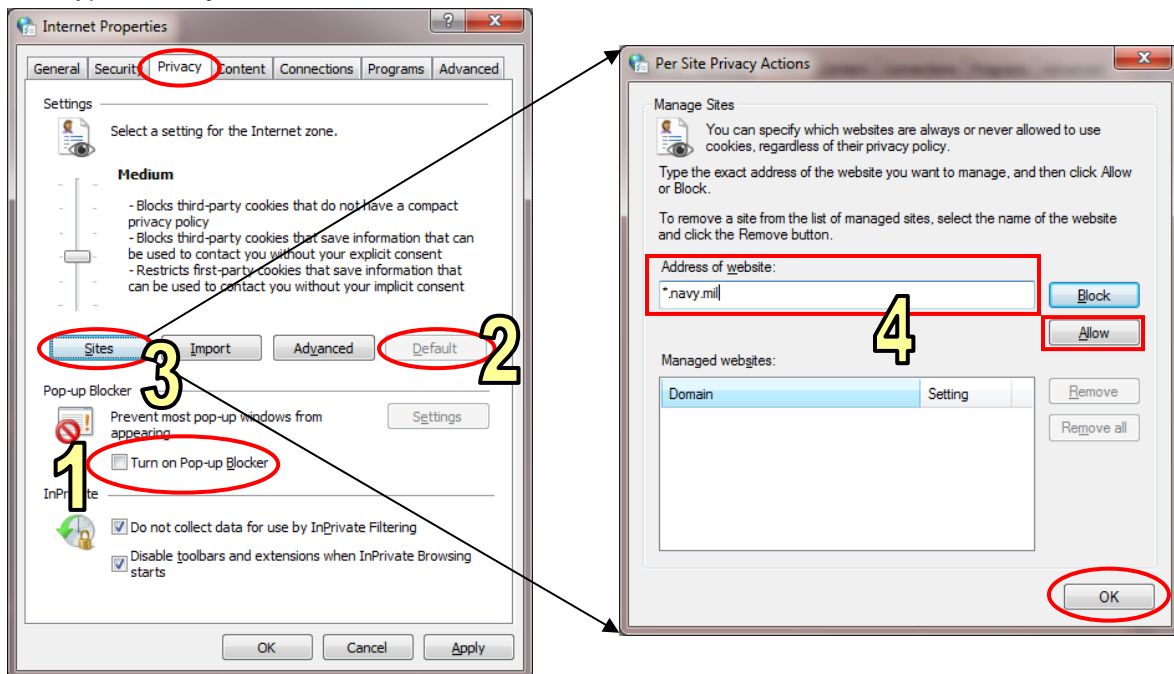 Internet Properties
General Security Privacy Content Connections Programs Advanced
Settings
Select a setting for the Internet zone.
Medium
- Blocks third-party cookies that do not have a compact
privacy policy
- Blocks third-party cookies that save information that can
be used to contact you without your explicit consent
- Restricts first-party cookies that save information that
can be used to contact you without your implicit consent
Sites Import Advanced Default
3
2
Pop-up Blocker
Prevent most pop-up windows from
appearing
Settings
1
Turn on Pop-up Blocker
InPrivate
Do not collect data for use by InPrivate Filtering
Disable toolbars and extensions when InPrivate Browsing
starts
OK Cancel Apply
Per Site Privacy Actions
Manage Sites
You can specify which websites are always or never allowed to use
cookies, regardless of their privacy policy.
Type the exact address of the website you want to manage, and then click Allow
or Block.
To remove a site from the list of managed sites, select the name of the website
and click the Remove button.
Address of website:
*.navy.mil
Block
4
Allow
Managed websites:
Domain Setting
Remove
Remove all
OK